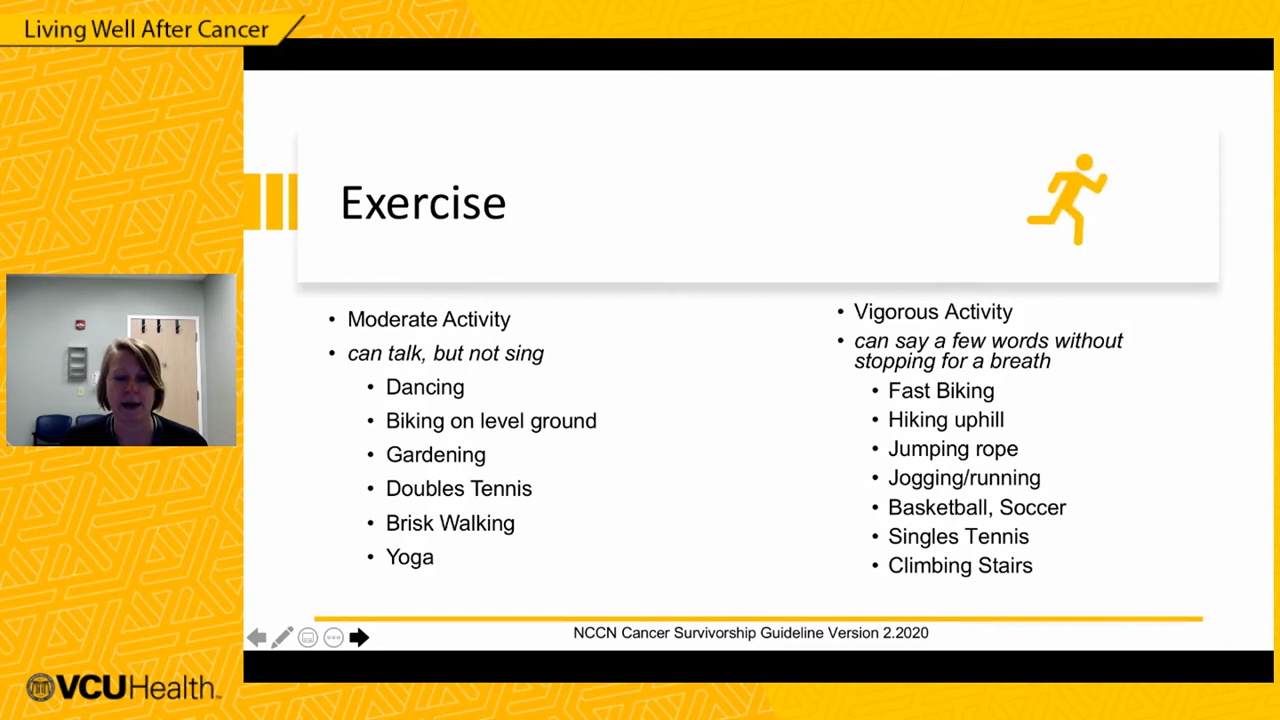 Living Well After Cancer
Exercise
Moderate Activity
can talk, but not sing
Dancing
Biking on level ground
Gardening
Doubles Tennis
Brisk Walking
Yoga
Vigorous Activity
can say a few words without
stopping for a breath
Fast Biking
Hiking uphill
Jumping rope
Jogging/running
Basketball, Soccer
Singles Tennis
Climbing Stairs
NCCN Cancer Survivorship Guideline Version 2.2020
VCUHealth